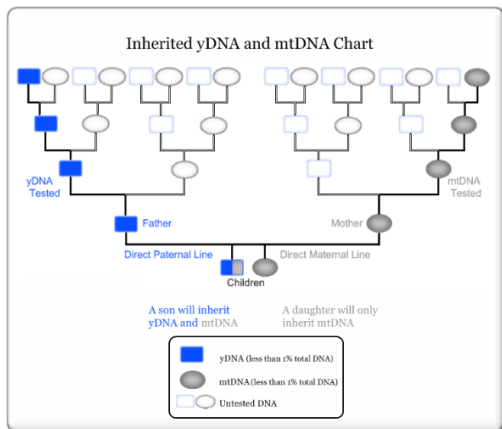 Inherited yDNA and mtDNA Chart
yDNA
Tested
mtDNA
Tested
Father
Mother
Direct Paternal Line
Direct Maternal Line
Children
A son will inherit
yDNA and mtDNA
A daughter will only
inherit mtDNA
yDNA (less than 1% total DNA)
mtDNA (less than 1% total DNA)
Untested DNA